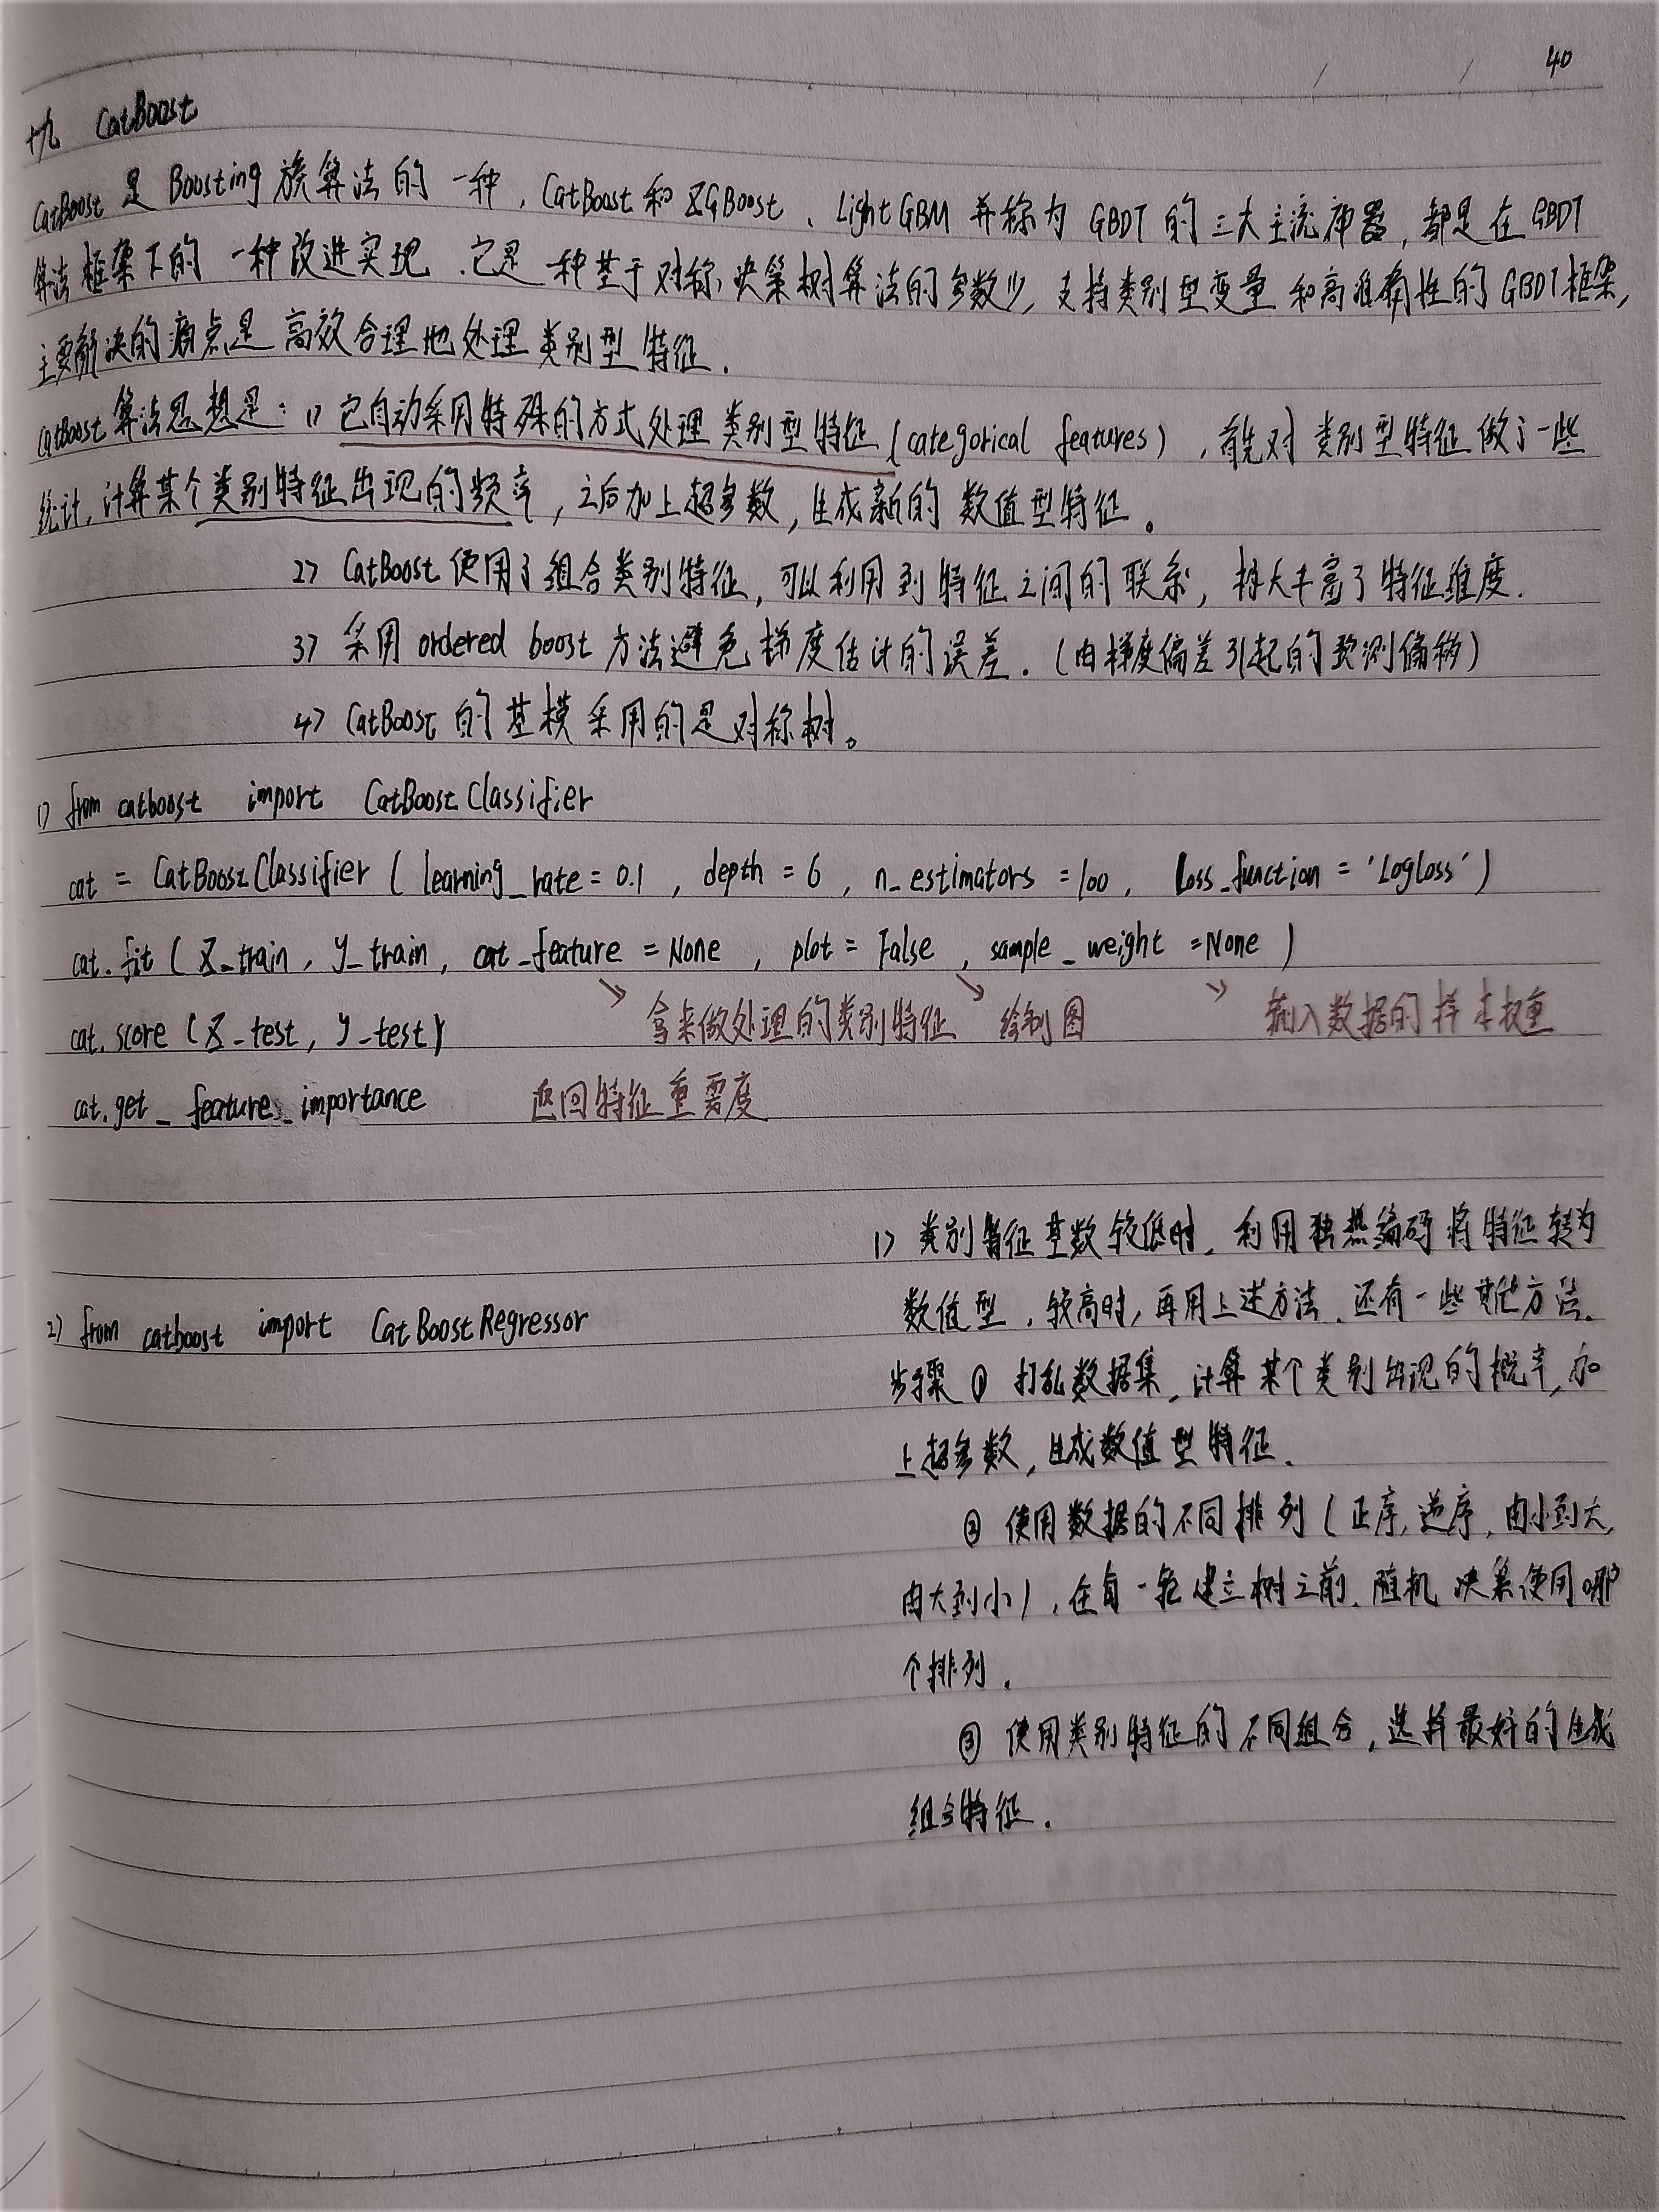 40
十九 CatBoost
CatBoost 是 Boosting 族算法的一种，CatBoost 和 XGBoost、LightGBM 并称为 GBDT 的三大主流神器，都是在 GBDT
算法框架下的一种改进实现.它是一种基于对称决策树算法的参数少，支持类别型变量和高准确性的 GBDT框架，
主要解决的痛点是高效合理地处理类别型特征.
CatBoost 算法思想是：1) 它自动采用特殊的方式处理类别型特征(categorical features)，首先对类别型特征做了一些
统计，计算某个类别特征出现的频率，之后加上超参数，生成新的数值型特征。
2) CatBoost 使用了组合类别特征，可以利用到特征之间的联系，极大丰富了特征维度.
3) 采用 ordered boost 方法避免梯度估计的误差.(由梯度偏差引起的预测偏移)
4) CatBoost 的基模采用的是对称树。
1) from catboost import CatBoostClassifier
cat = CatBoostClassifier ( learning_rate = 0.1 , depth = 6 , n_estimators = 100 , loss_function = 'Logloss' )
cat.fit ( X_train , y_train , cat_feature = None , plot = False , sample_weight = None )
拿来做处理的类别特征 绘制图 输入数据的样本权重
cat.score (X_test, y_test)
cat.get_feature_importance 返回特征重要度
1) 类别特征基数较低时，利用独热编码将特征转为
数值型，较高时，再用上述方法.还有一些其他方法.
2) from catboost import CatBoostRegressor
步骤 ① 打乱数据集，计算某个类别出现的概率，加
上超参数，生成数值型特征.
② 使用数据的不同排列(正序，逆序，由小到大，
由大到小)，在每一轮建立树之前，随机决策使用哪
个排列.
③ 使用类别特征的不同组合，选择最好的生成
组合特征.